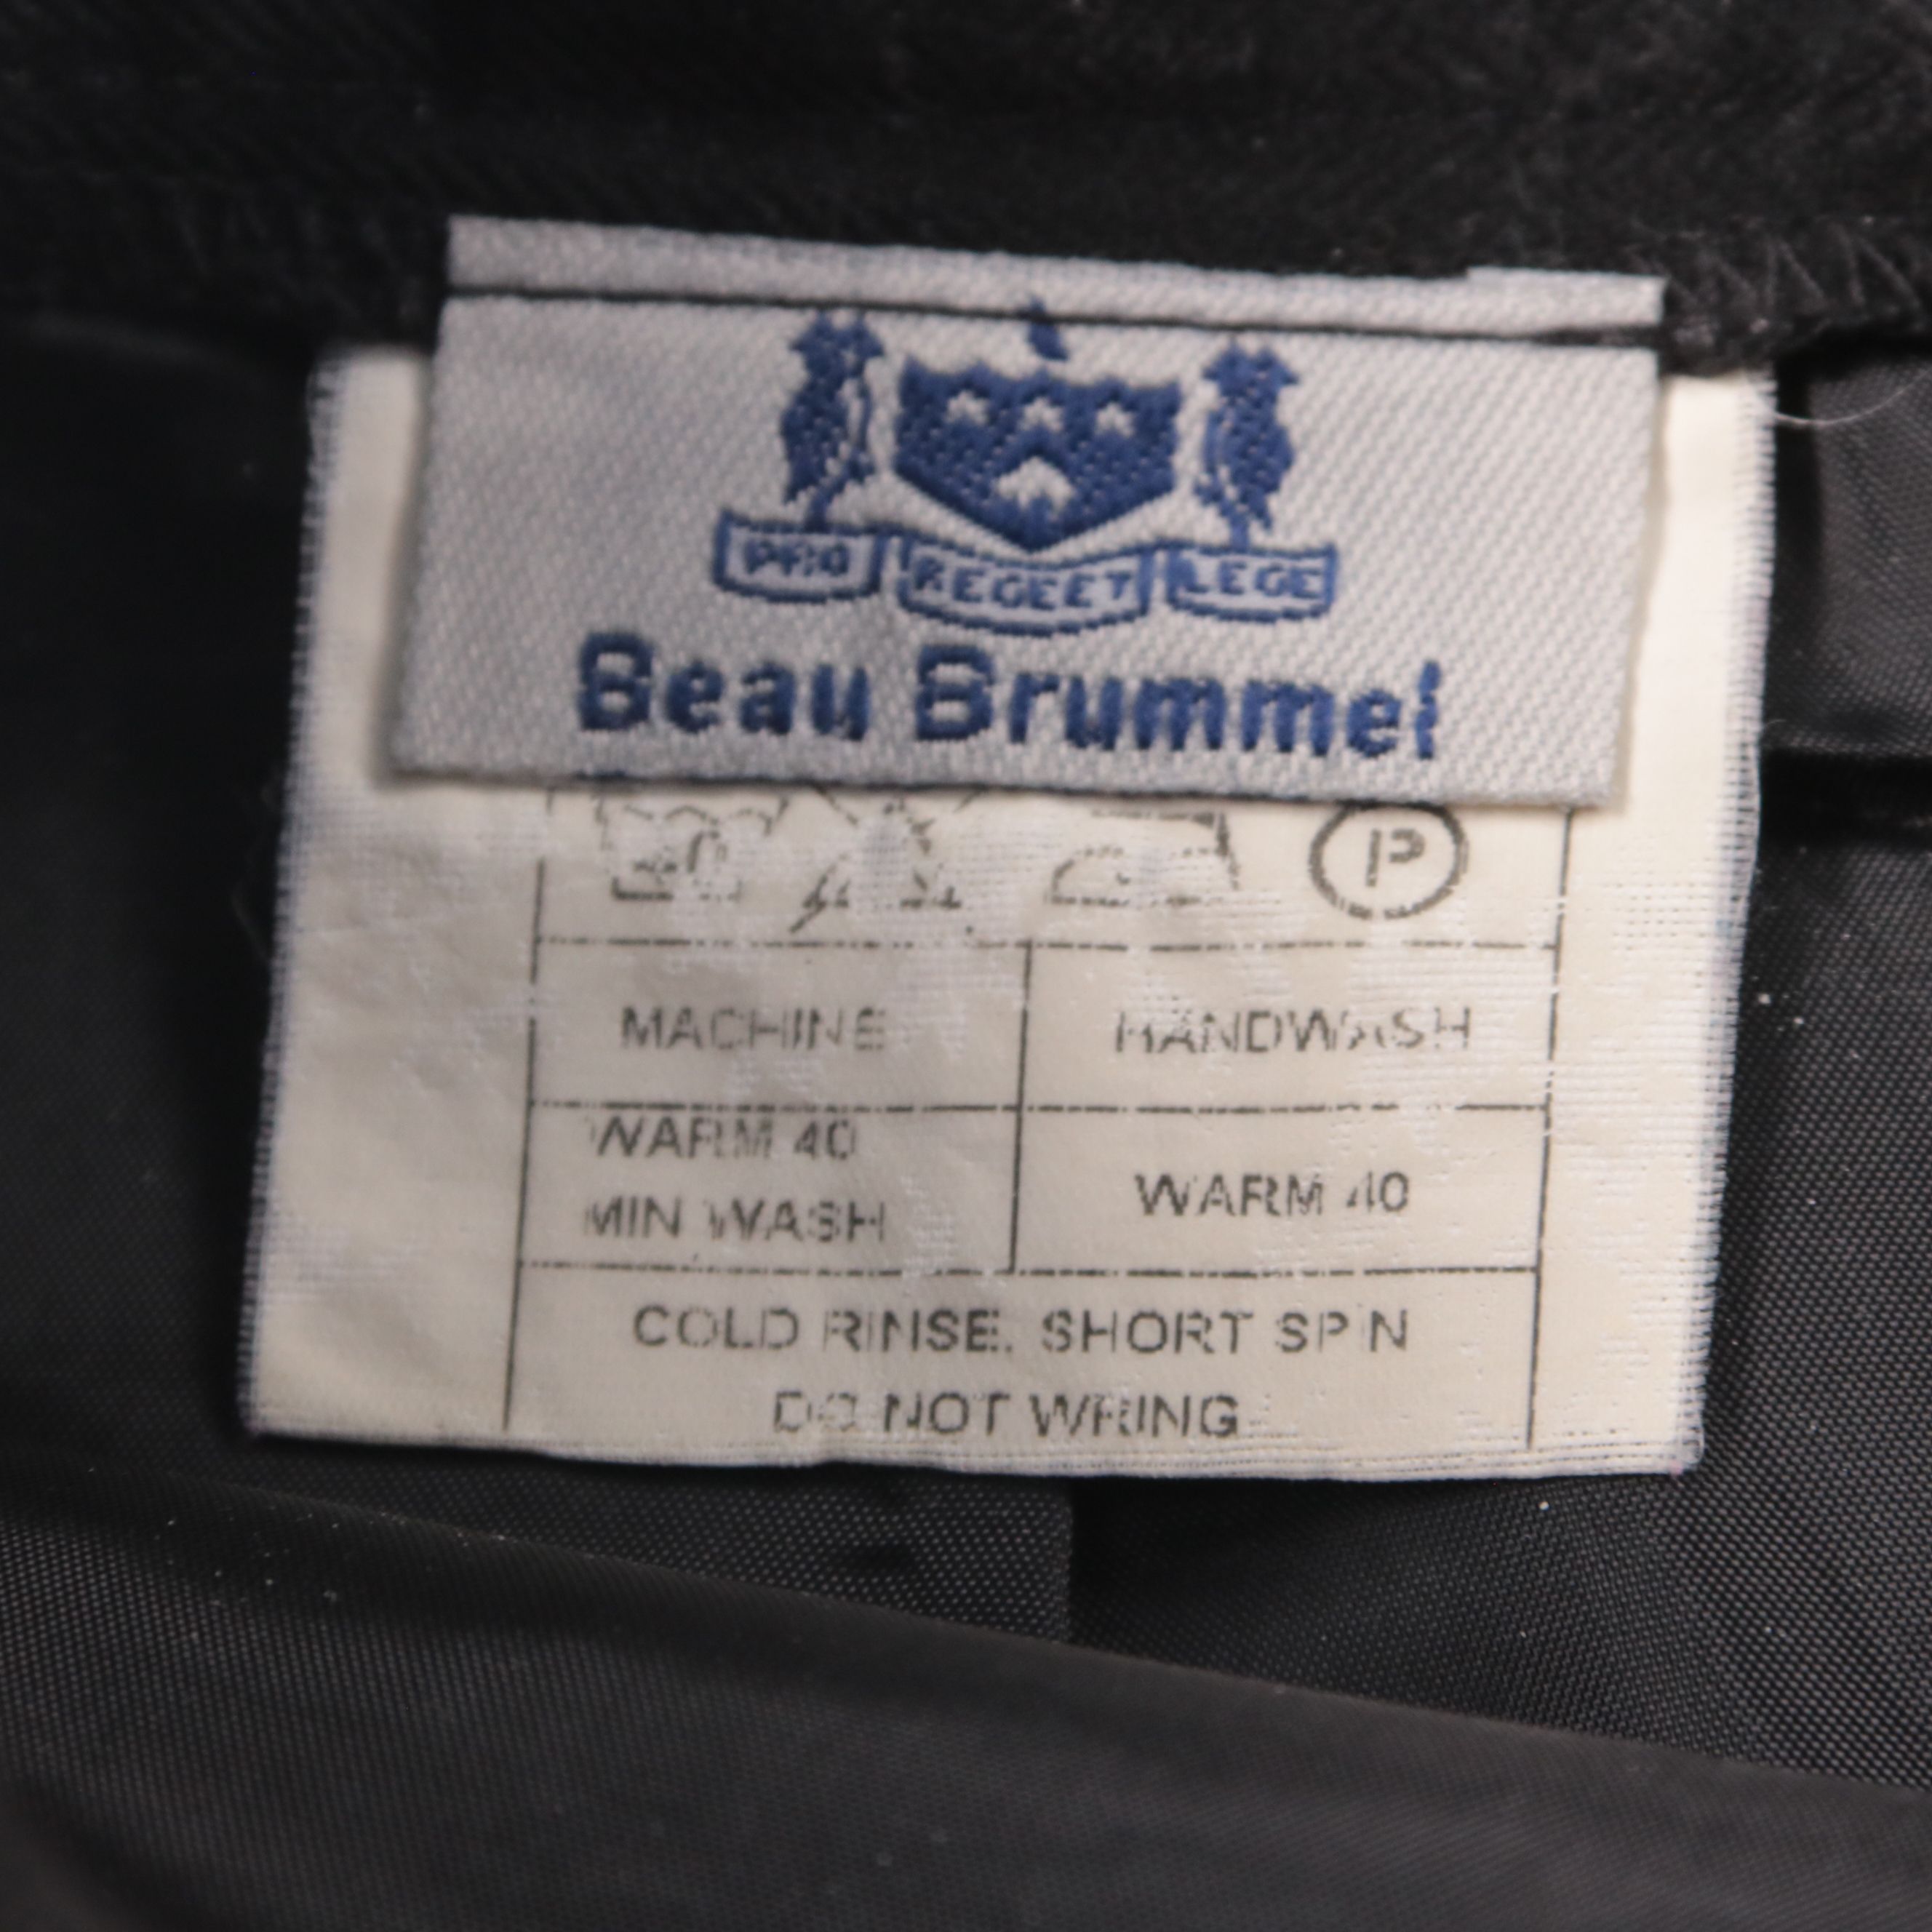 PRO REGE ET LEGE
Beau Brummel
40 P
MACHINE HANDWASH
WARM 40
MIN WASH
WARM 40
COLD RINSE. SHORT SPIN
DO NOT WRING